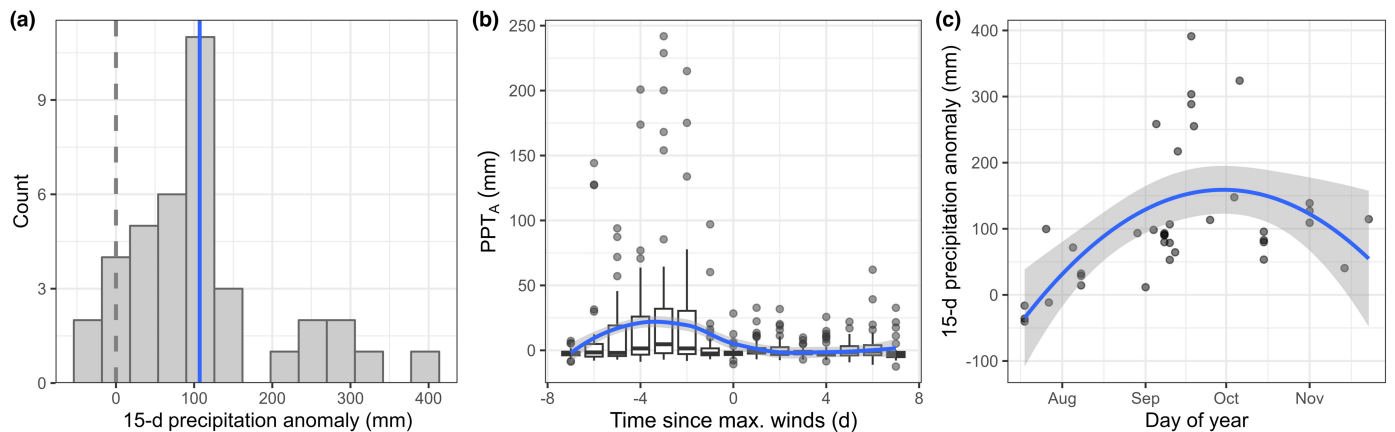 (a)
Count
9
6
3
0
0
100
200
300
400
15-d precipitation anomaly (mm)
(b)
PPTA (mm)
250
200
150
100
50
0
-8
-4
0
4
8
Time since max. winds (d)
(c)
15-d precipitation anomaly (mm)
400
300
200
100
0
-100
Aug
Sep
Oct
Nov
Day of year